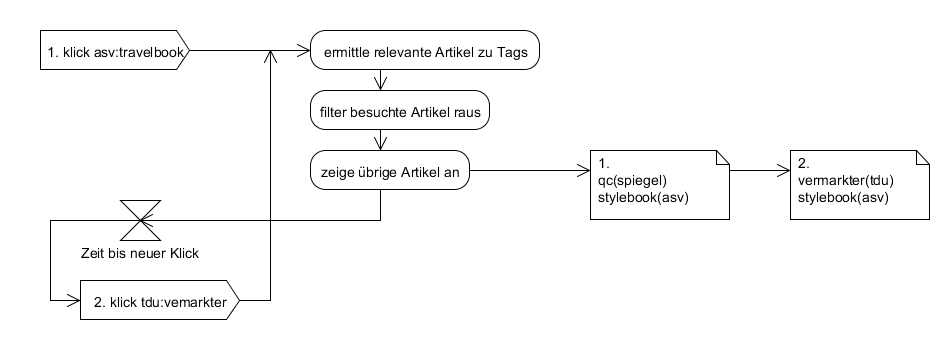 1. klick asv:travelbook
ermittle relevante Artikel zu Tags
filter besuchte Artikel raus
zeige übrige Artikel an
1.
qc(spiegel)
stylebook(asv)
2.
vermarkter(tdu)
stylebook(asv)
Zeit bis neuer Klick
2. klick tdu:vemarkter